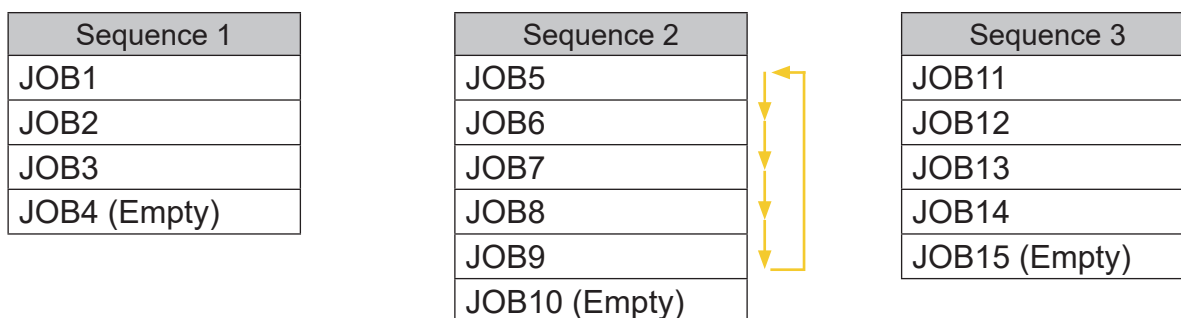 Sequence 1
JOB1
JOB2
JOB3
JOB4 (Empty)
Sequence 2
JOB5
JOB6
JOB7
JOB8
JOB9
JOB10 (Empty)
Sequence 3
JOB11
JOB12
JOB13
JOB14
JOB15 (Empty)